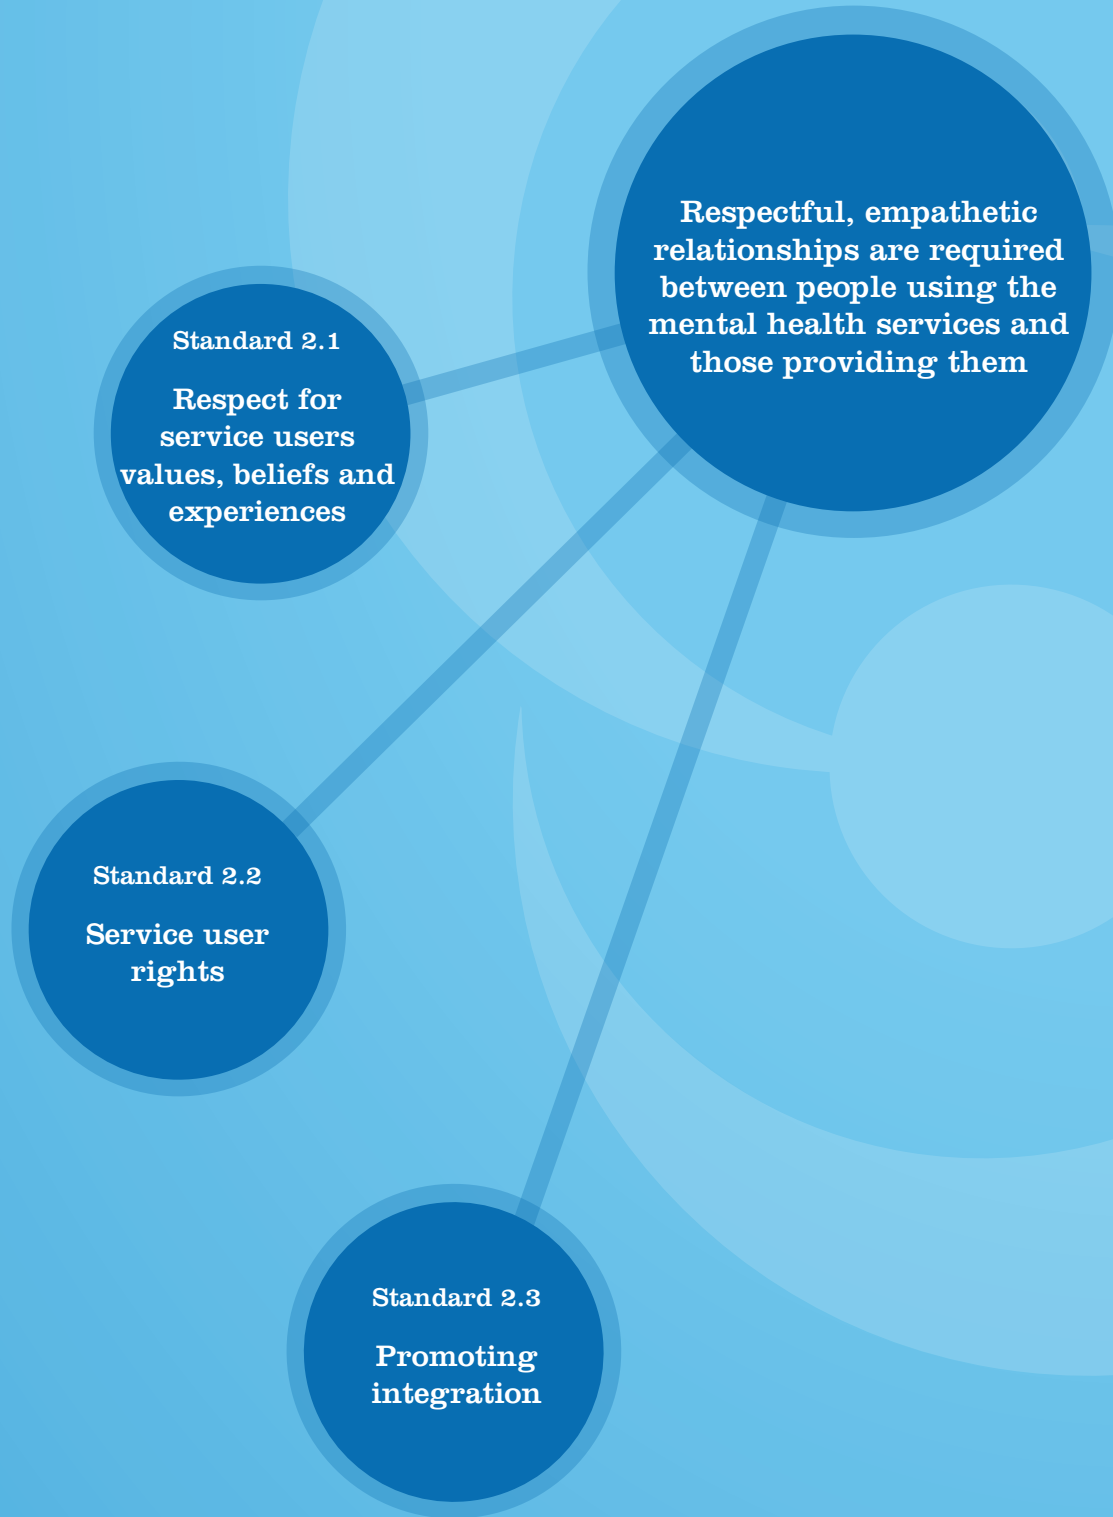 Respectful, empathetic
relationships are required
between people using the
mental health services and
those providing them
Standard 2.1
Respect for
service users
values, beliefs and
experiences
Standard 2.2
Service user
rights
Standard 2.3
Promoting
integration